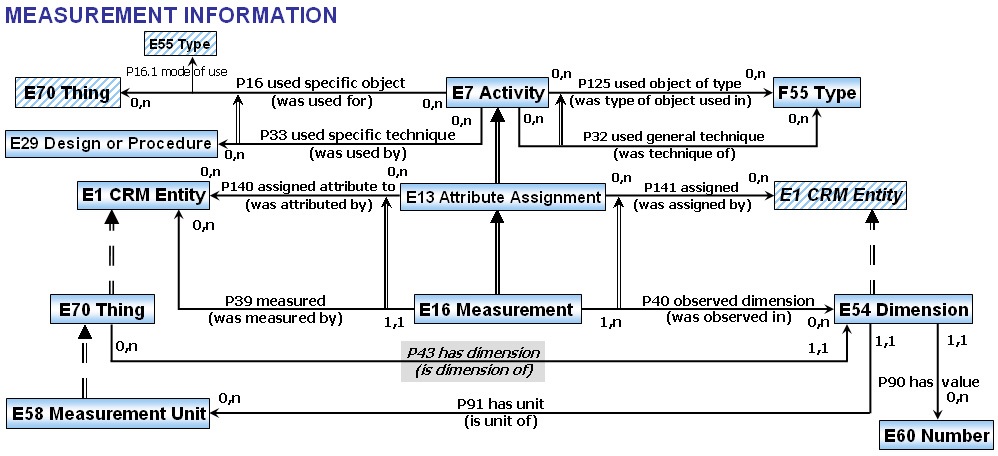 MEASUREMENT INFORMATION
E55 Type
P16.1 mode of use
E70 Thing
0,n
P16 used specific object
(was used for)
0,n
E7 Activity
0,n
P125 used object of type
(was type of object used in)
0,n
F55 Type
0,n
0,n
0,n
E29 Design or Procedure
0,n
P33 used specific technique
(was used by)
P32 used general technique
(was technique of)
0,n
P140 assigned attribute to
(was attributed by)
0,n
0,n
P141 assigned
(was assigned by)
0,n
E1 CRM Entity
E13 Attribute Assignment
E1 CRM Entity
0,n
E70 Thing
P39 measured
(was measured by)
1,1
E16 Measurement
1,n
P40 observed dimension
(was observed in)
0,n
E54 Dimension
0,n
P43 has dimension
(is dimension of)
1,1
1,1
1,1
P90 has value
0,n
E58 Measurement Unit
0,n
P91 has unit
(is unit of)
E60 Number